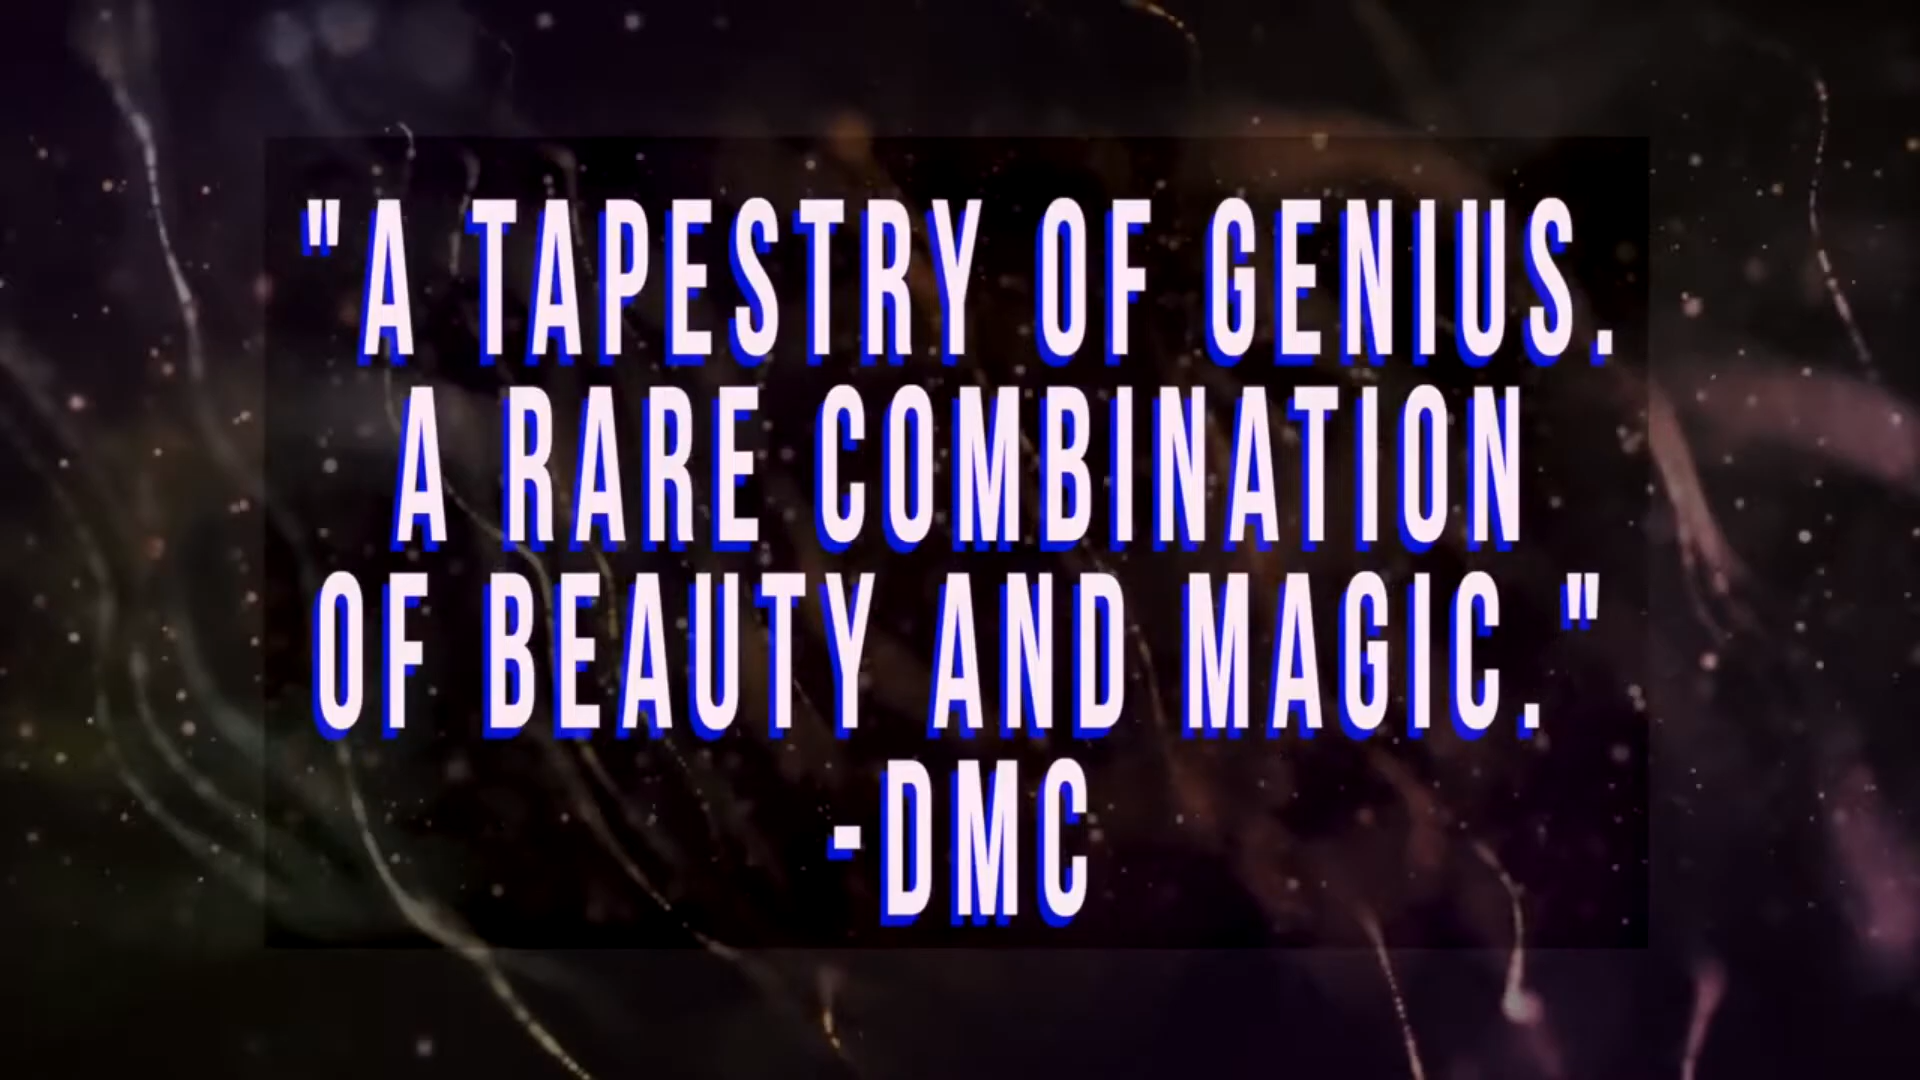 "A TAPESTRY OF GENIUS.
A RARE COMBINATION
OF BEAUTY AND MAGIC."
-DMC